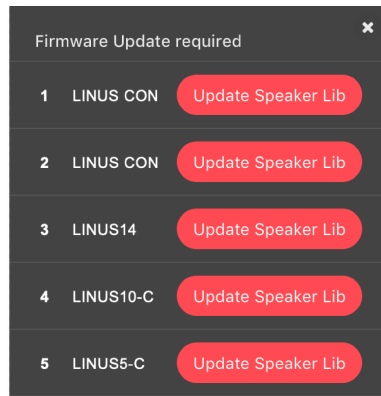 Firmware Update required
1 LINUS CON Update Speaker Lib
2 LINUS CON Update Speaker Lib
3 LINUS14 Update Speaker Lib
4 LINUS10-C Update Speaker Lib
5 LINUS5-C Update Speaker Lib